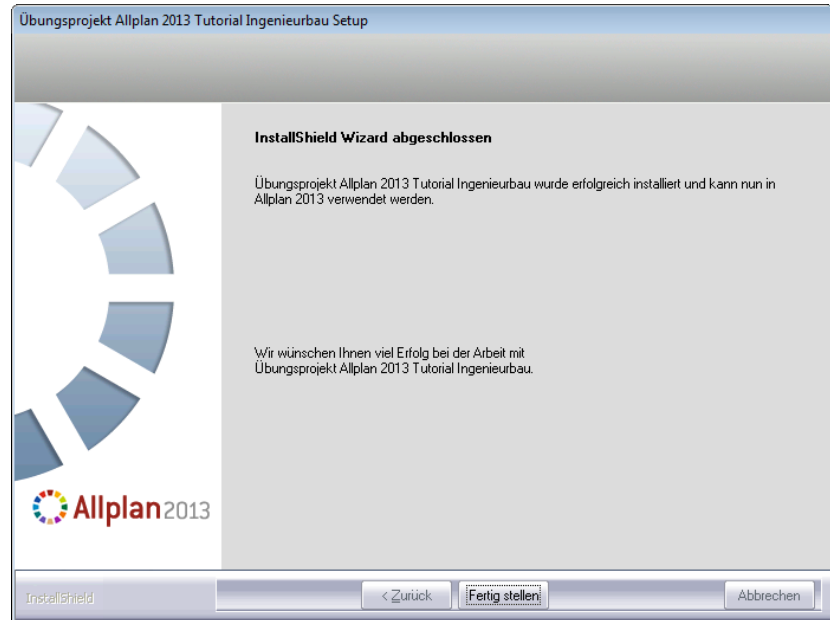 Übungsprojekt Allplan 2013 Tutorial Ingenieurbau Setup
InstallShield Wizard abgeschlossen
Übungsprojekt Allplan 2013 Tutorial Ingenieurbau wurde erfolgreich installiert und kann nun in
Allplan 2013 verwendet werden.
Wir wünschen Ihnen viel Erfolg bei der Arbeit mit
Übungsprojekt Allplan 2013 Tutorial Ingenieurbau.
Allplan 2013
InstallShield
< Zurück
Fertig stellen
Abbrechen